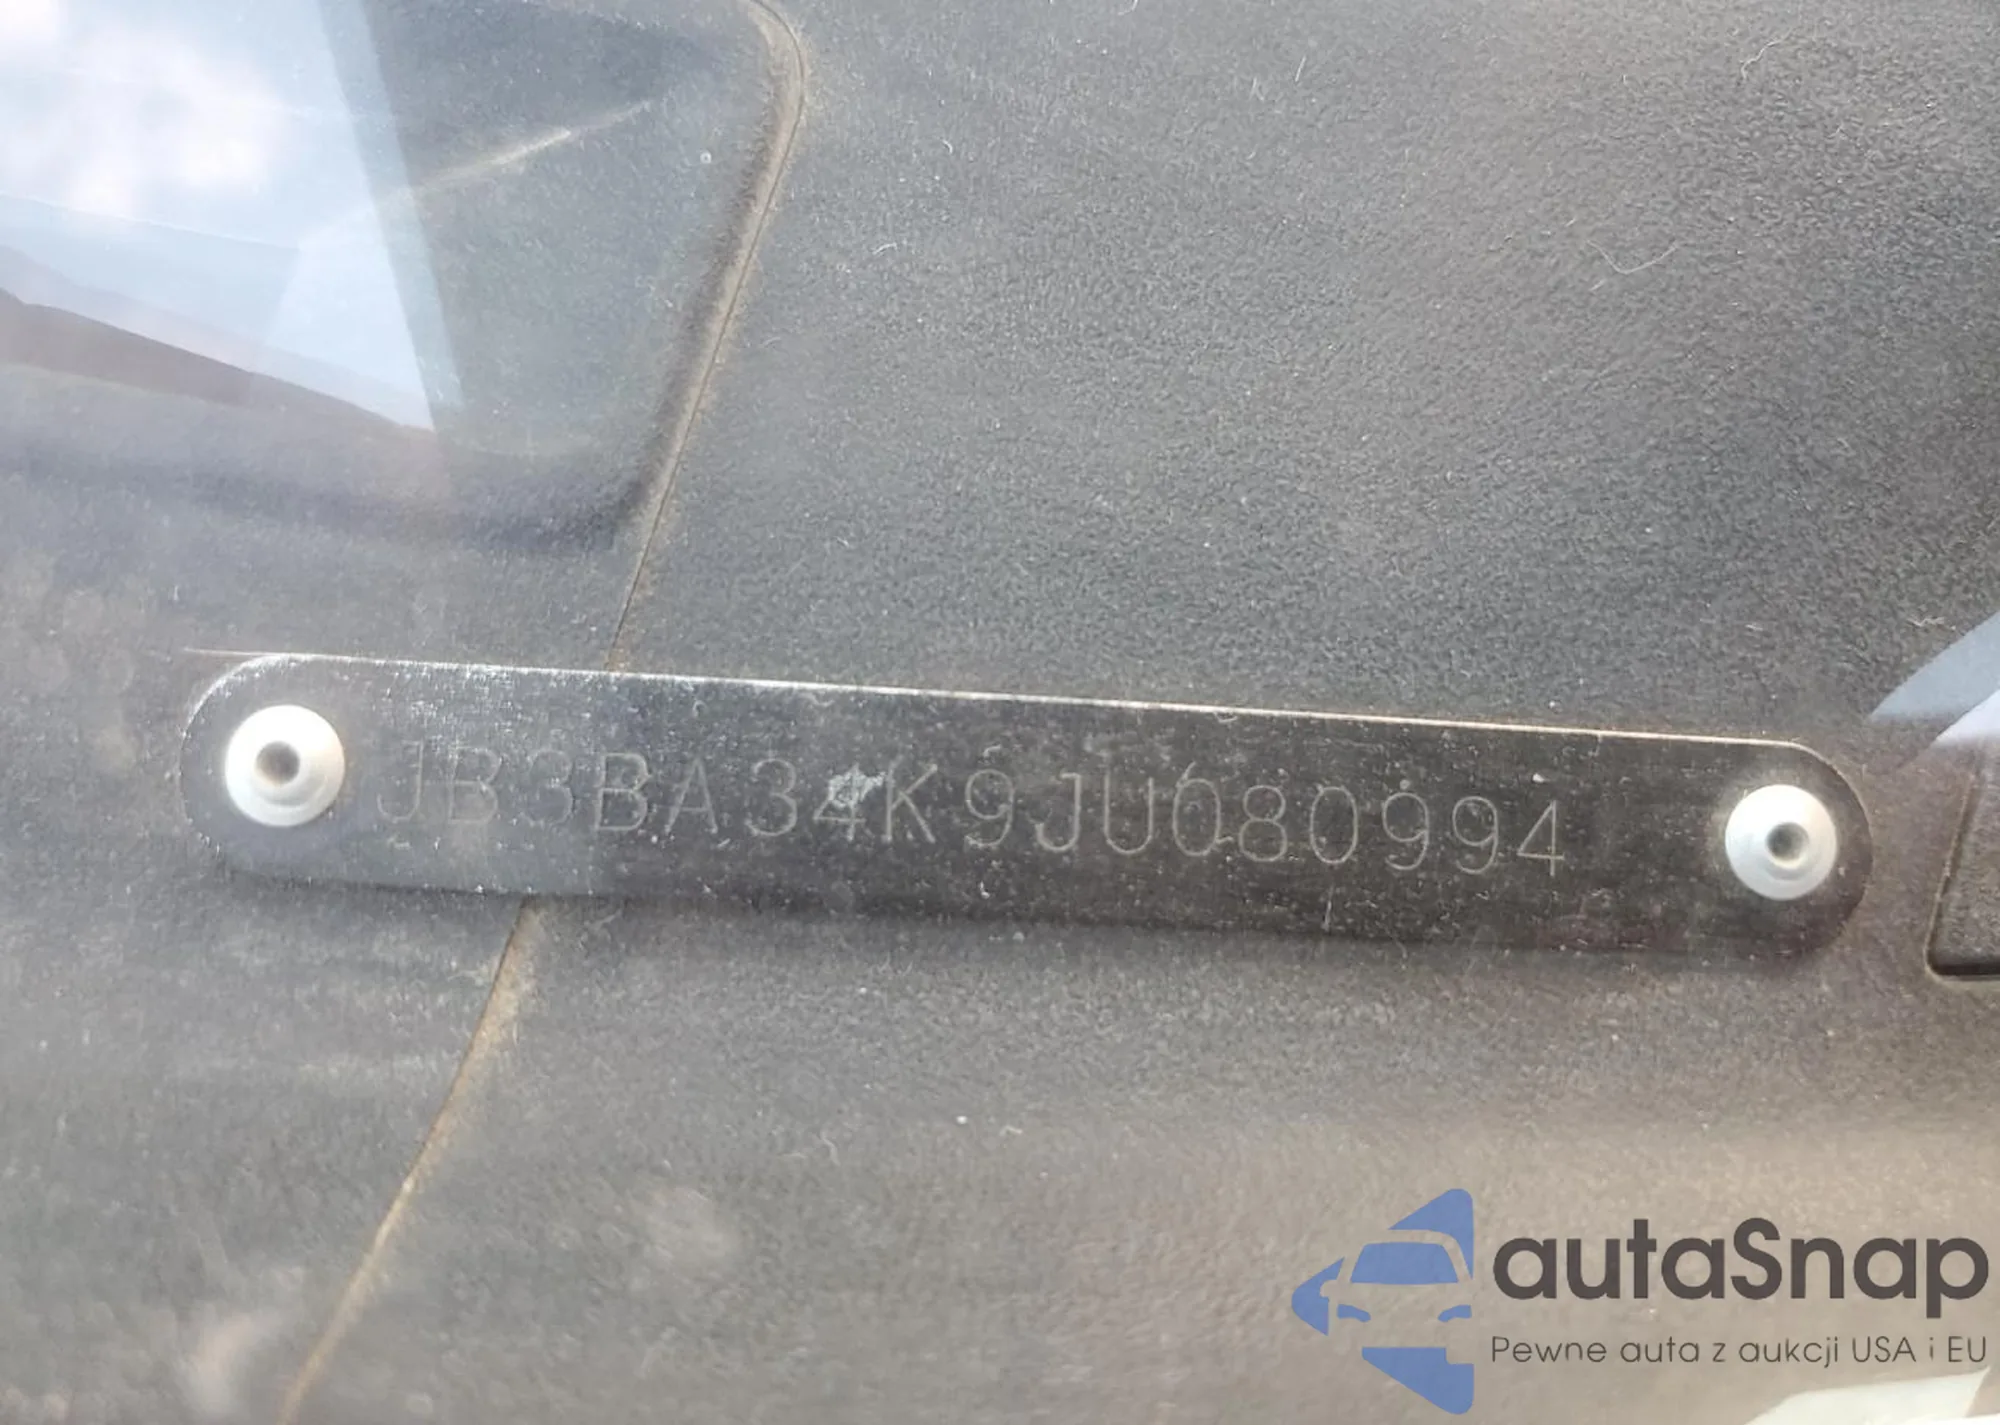 JB3BA34K9JU080994
autaSnap
Pewne auta z aukcji USA i EU